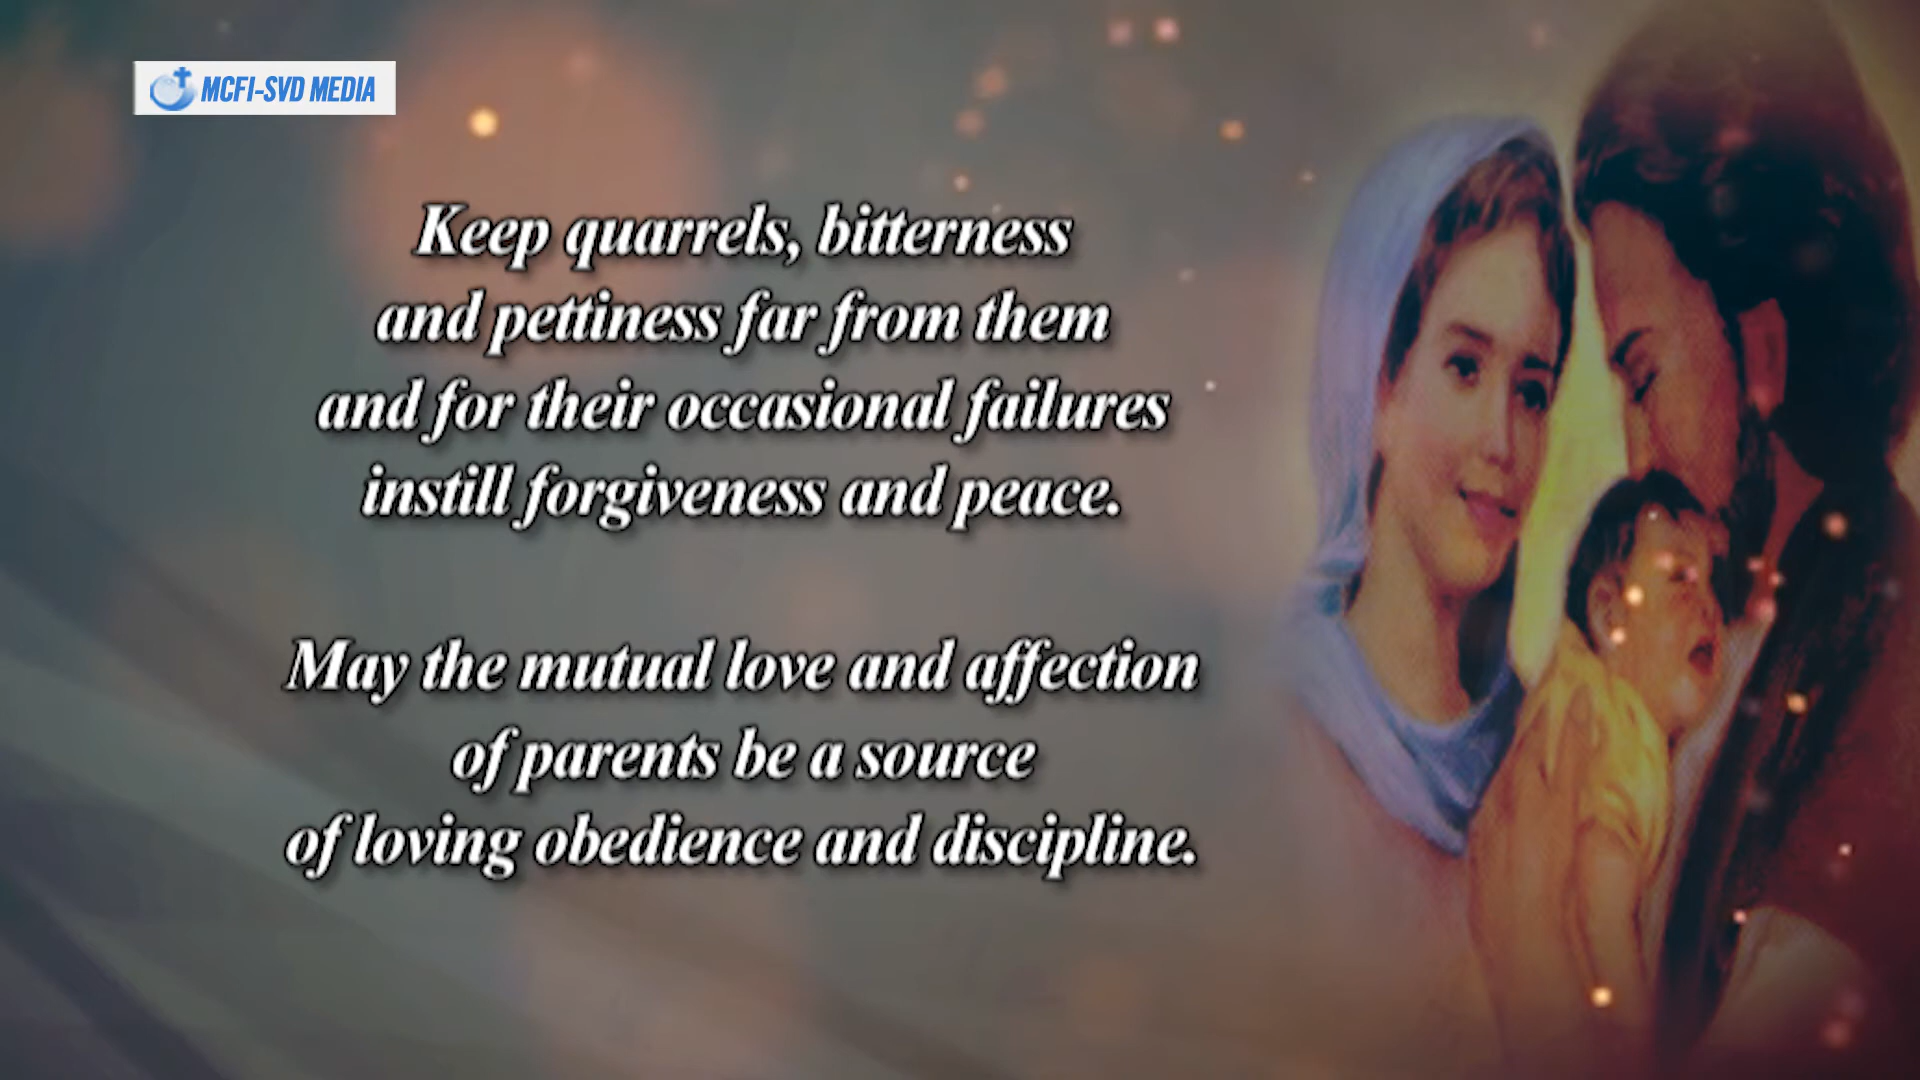 MCFI-SVD MEDIA
Keep quarrels, bitterness
and pettiness far from them
and for their occasional failures
instill forgiveness and peace.
May the mutual love and affection
of parents be a source
of loving obedience and discipline.